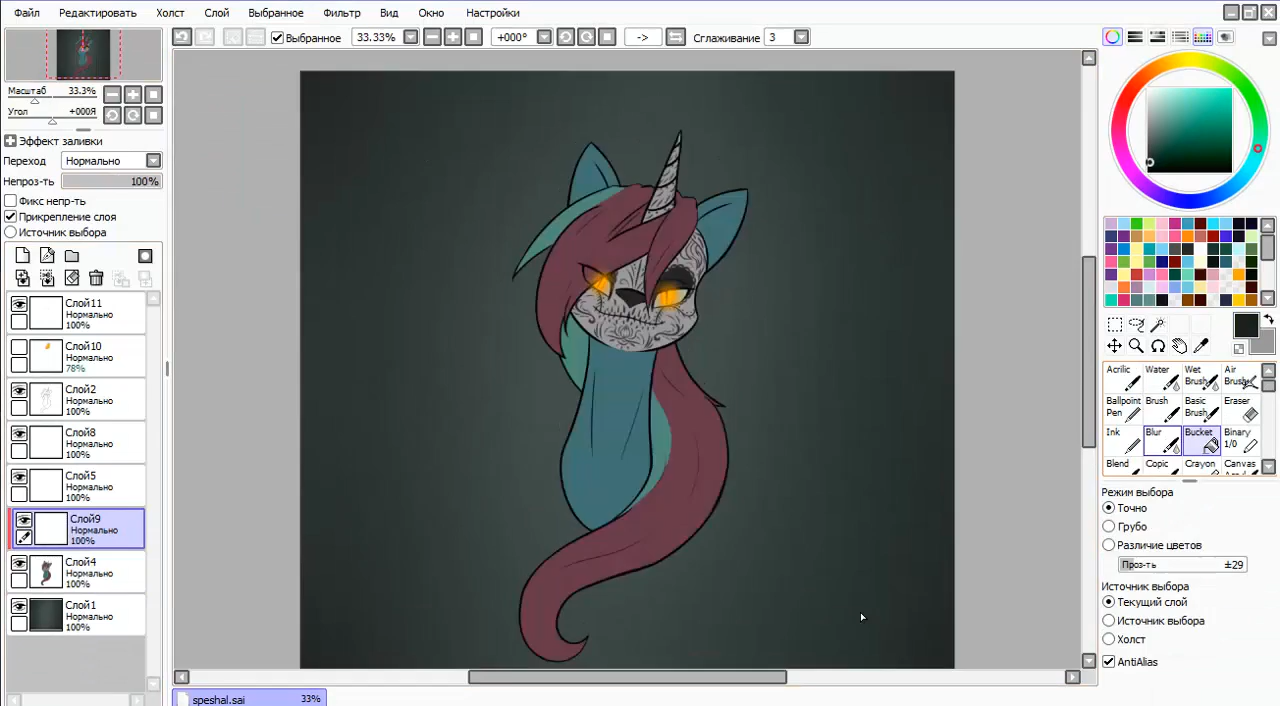 Файл Редактировать Холст Слой Выбранное Фильтр Вид Окно Настройки
Выбранное 33.33% +000° -> Сглаживание 3
Масштаб 33.3%
Угол +000Я
Эффект заливки
Переход Нормально
Непроз-ть 100%
Фикс непр-ть
Прикрепление слоя
Источник выбора
Слой11
Нормально
100%
Слой10
Нормально
78%
Слой2
Нормально
100%
Слой8
Нормально
100%
Слой5
Нормально
100%
Слой9
Нормально
100%
Слой4
Нормально
100%
Слой1
Нормально
100%
Acrilic Water Wet Brush Air Brush
Ballpoint Pen Brush Basic Brush Eraser
Ink Blur Bucket Binary 1/0
Blend Copic Crayon Canvas
Режим выбора
Точно
Грубо
Различие цветов
Проз-ть ±29
Источник выбора
Текущий слой
Источник выбора
Холст
AntiAlias
speshal.sai 33%